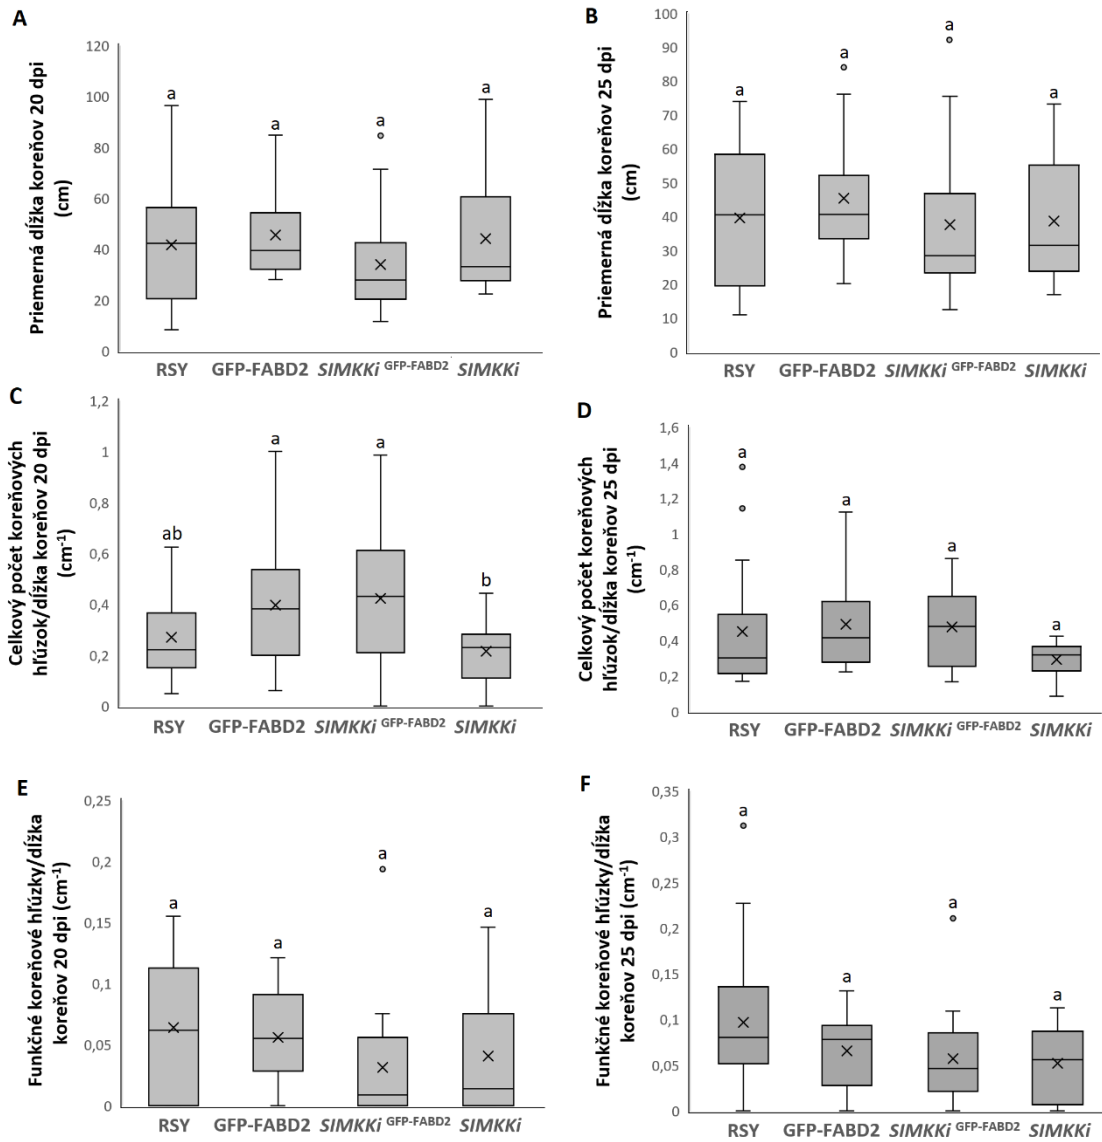 A
Priemerná dĺžka koreňov 20 dpi
(cm)
120
100
80
60
40
20
0
a
a
a
a
RSY
GFP-FABD2
SIMKKi GFP-FABD2
SIMKKi
B
Priemerná dĺžka koreňov 25 dpi
(cm)
100
90
80
70
60
50
40
30
20
10
0
a
a
a
a
RSY
GFP-FABD2
SIMKKi GFP-FABD2
SIMKKi
C
Celkový počet koreňových
hľúzok/dĺžka koreňov 20 dpi
(cm-1)
1,2
1
0,8
0,6
0,4
0,2
0
ab
a
a
b
RSY
GFP-FABD2
SIMKKi GFP-FABD2
SIMKKi
D
Celkový počet koreňových
hľúzok/dĺžka koreňov 25 dpi
(cm-1)
1,6
1,4
1,2
1
0,8
0,6
0,4
0,2
0
a
a
a
a
RSY
GFP-FABD2
SIMKKi GFP-FABD2
SIMKKi
E
Funkčné koreňové hľúzky/dĺžka
koreňov 20 dpi (cm-1)
0,25
0,2
0,15
0,1
0,05
0
a
a
a
a
RSY
GFP-FABD2
SIMKKi GFP-FABD2
SIMKKi
F
Funkčné koreňové hľúzky/dĺžka
koreňov 25 dpi (cm-1)
0,35
0,3
0,25
0,2
0,15
0,1
0,05
0
a
a
a
a
RSY
GFP-FABD2
SIMKKi GFP-FABD2
SIMKKi